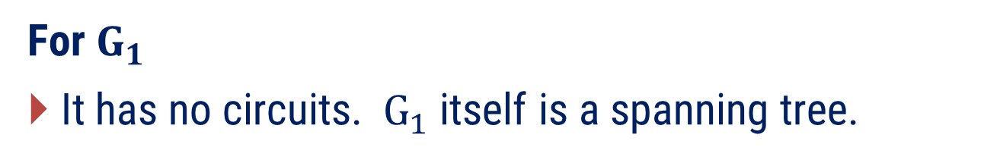 For G₁
It has no circuits. G₁ itself is a spanning tree.